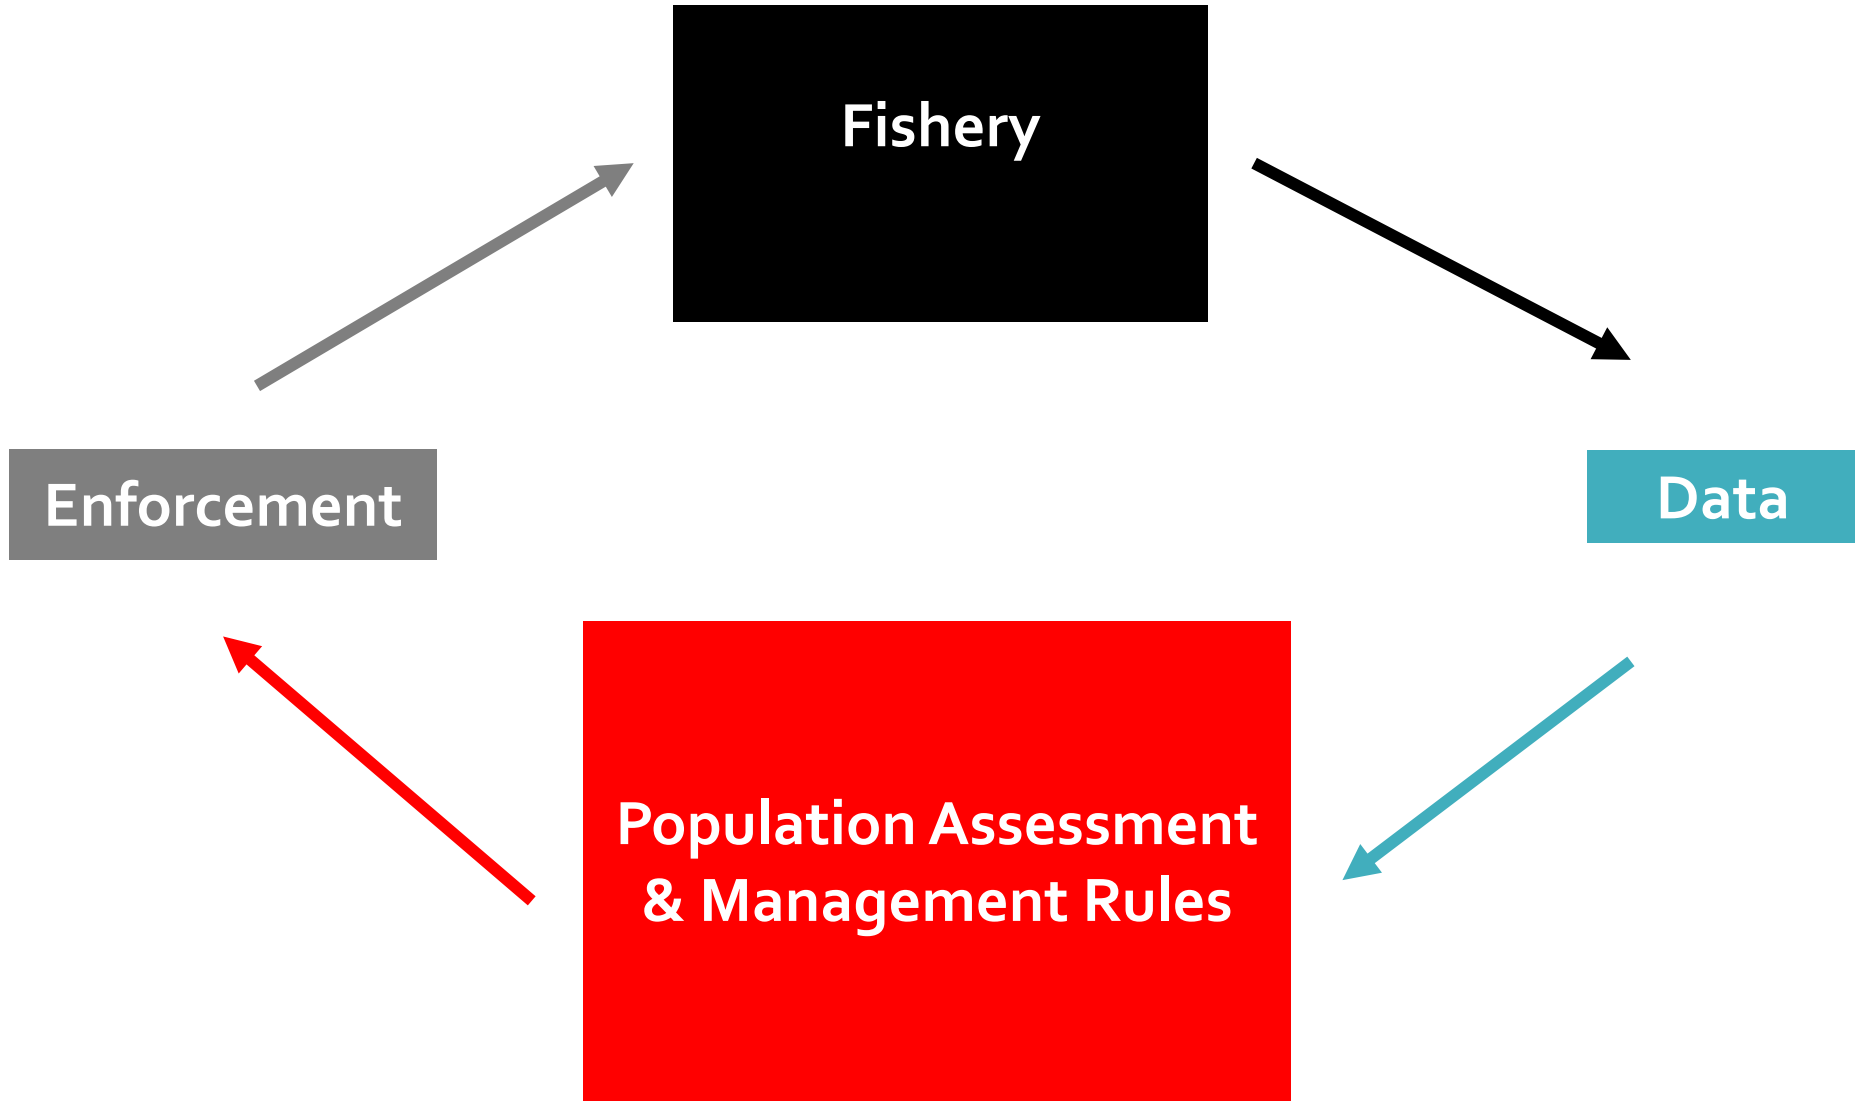 Fishery
Enforcement
Data
Population Assessment
& Management Rules